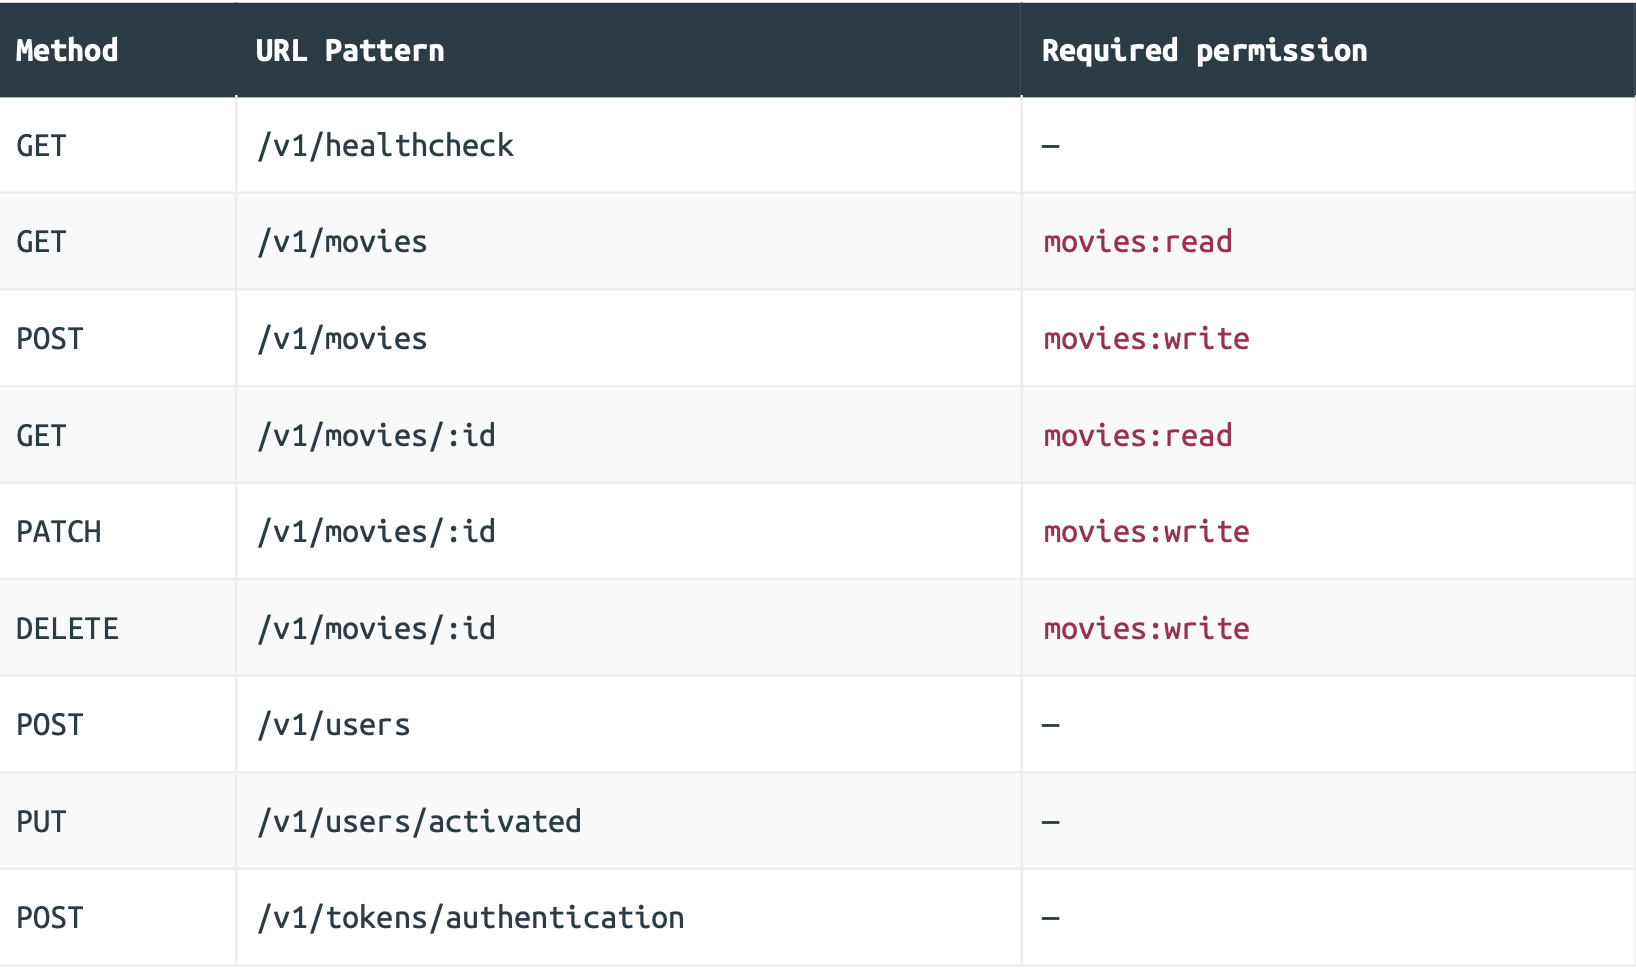 Method URL Pattern Required permission
GET /v1/healthcheck —
GET /v1/movies movies:read
POST /v1/movies movies:write
GET /v1/movies/:id movies:read
PATCH /v1/movies/:id movies:write
DELETE /v1/movies/:id movies:write
POST /v1/users —
PUT /v1/users/activated —
POST /v1/tokens/authentication —